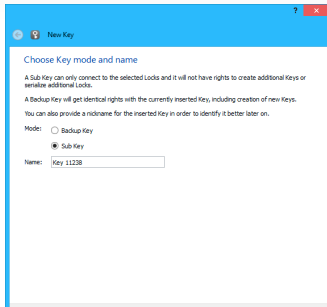 ? ×
New Key
Choose Key mode and name
A Sub Key can only connect to the selected Locks and it will not have rights to create additional Keys or
serialize additional Locks.
A Backup Key will get identical rights with the currently inserted Key, including creation of new Keys.
You can also provide a nickname for the inserted Key in order to identify it better later on.
Mode: Backup Key
Sub Key
Name: Key 11238